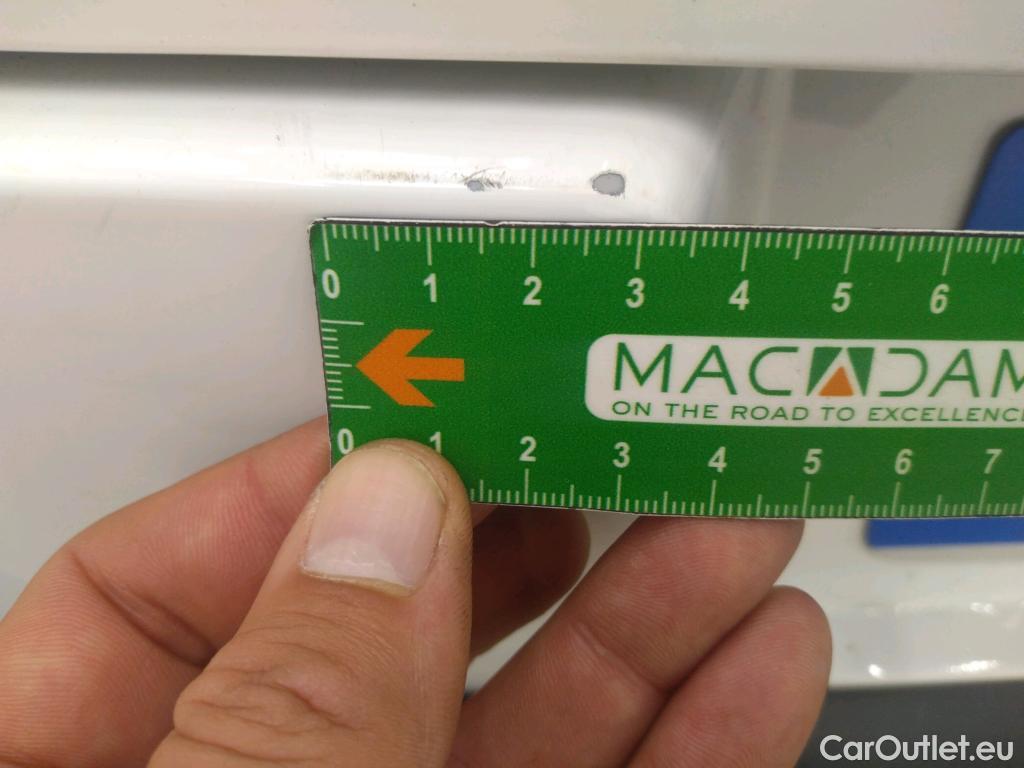 0 1 2 3 4 5 6
MACADAM
ON THE ROAD TO EXCELLENCE
0 1 2 3 4 5 6 7
CarOutlet.eu